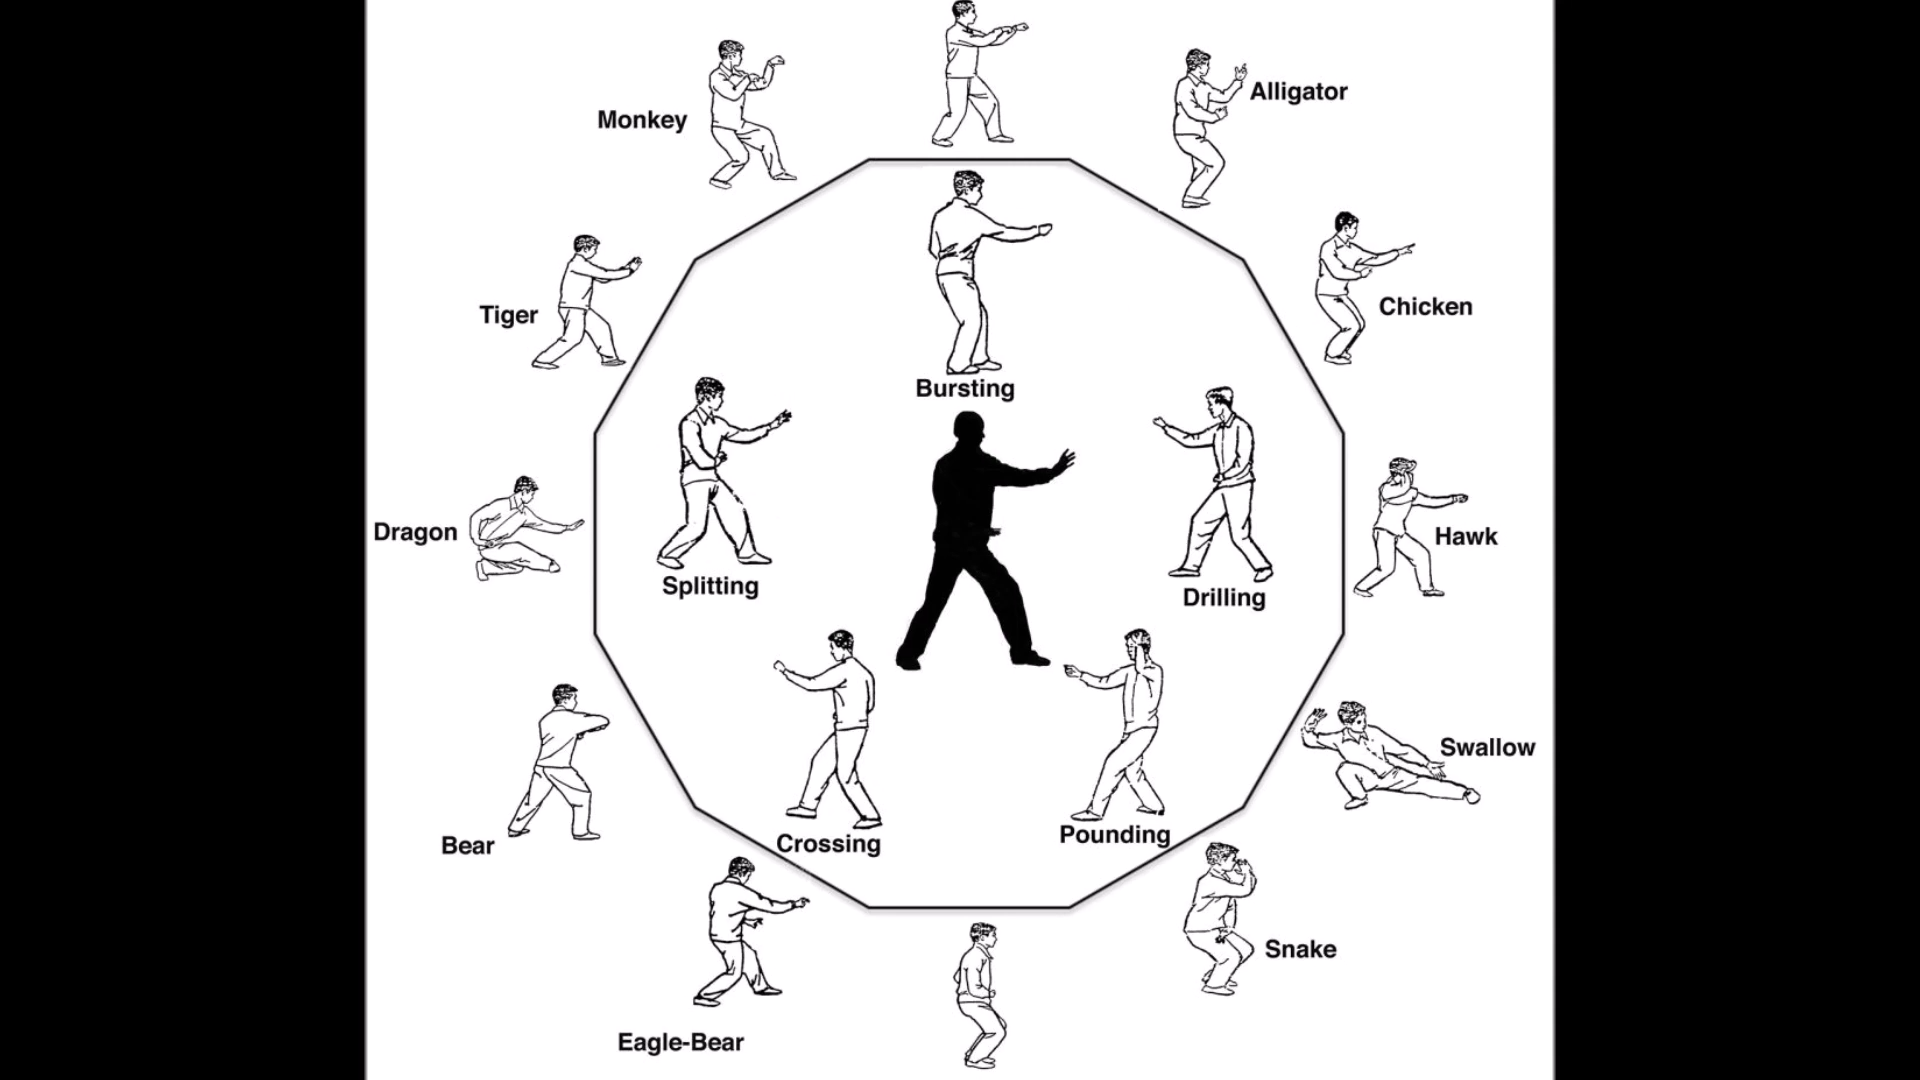 Monkey
Alligator
Tiger
Chicken
Bursting
Dragon
Splitting
Drilling
Hawk
Bear
Crossing
Pounding
Swallow
Eagle-Bear
Snake